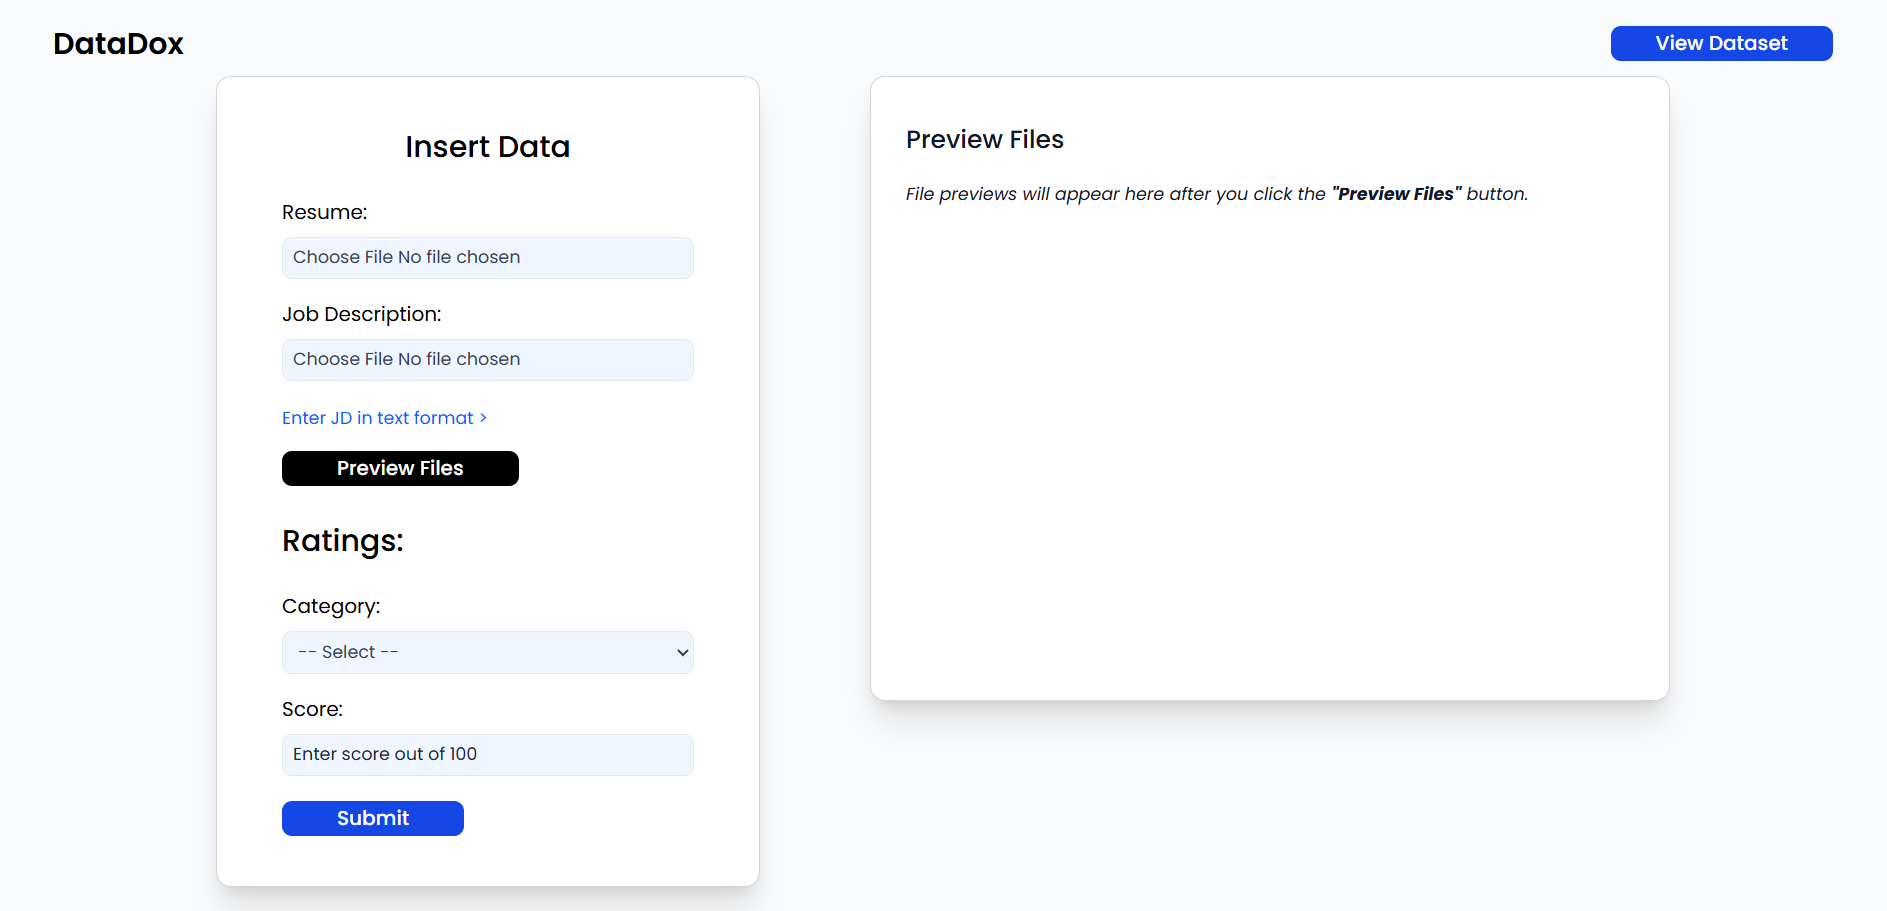 DataDox
View Dataset
Insert Data
Resume:
Choose File No file chosen
Job Description:
Choose File No file chosen
Enter JD in text format >
Preview Files
Ratings:
Category:
-- Select --
Score:
Enter score out of 100
Submit
Preview Files
File previews will appear here after you click the "Preview Files" button.